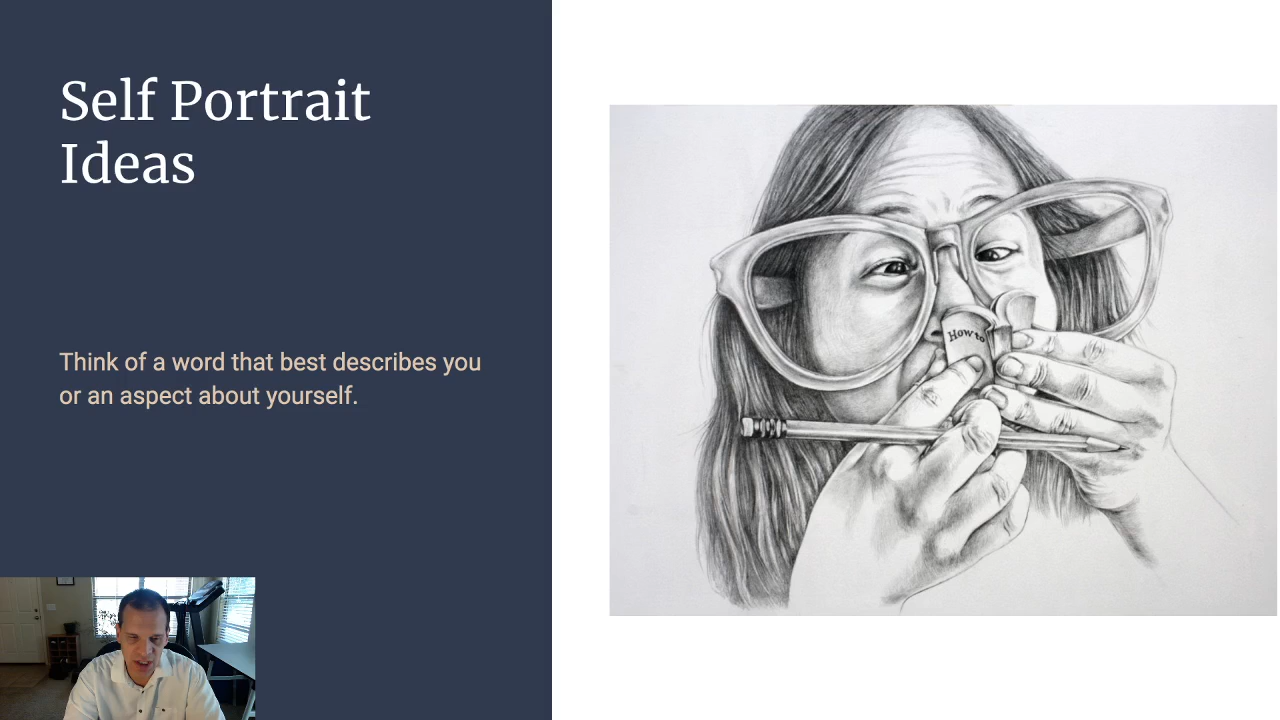 Self Portrait
Ideas
Think of a word that best describes you
or an aspect about yourself.
How to